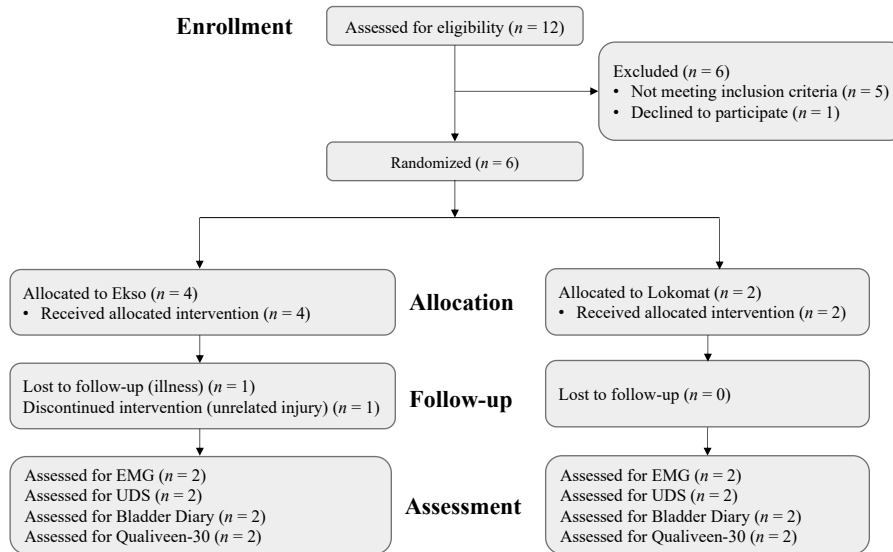 Enrollment
Assessed for eligibility (n = 12)
Excluded (n = 6)
• Not meeting inclusion criteria (n = 5)
• Declined to participate (n = 1)
Randomized (n = 6)
Allocated to Ekso (n = 4)
• Received allocated intervention (n = 4)
Allocation
Allocated to Lokomat (n = 2)
• Received allocated intervention (n = 2)
Lost to follow-up (illness) (n = 1)
Discontinued intervention (unrelated injury) (n = 1)
Follow-up
Lost to follow-up (n = 0)
Assessed for EMG (n = 2)
Assessed for UDS (n = 2)
Assessed for Bladder Diary (n = 2)
Assessed for Qualiveen-30 (n = 2)
Assessment
Assessed for EMG (n = 2)
Assessed for UDS (n = 2)
Assessed for Bladder Diary (n = 2)
Assessed for Qualiveen-30 (n = 2)